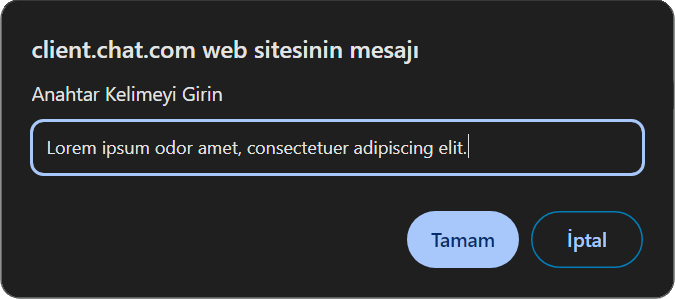 client.chat.com web sitesinin mesajı
Anahtar Kelimeyi Girin
Lorem ipsum odor amet, consectetuer adipiscing elit.
Tamam
İptal